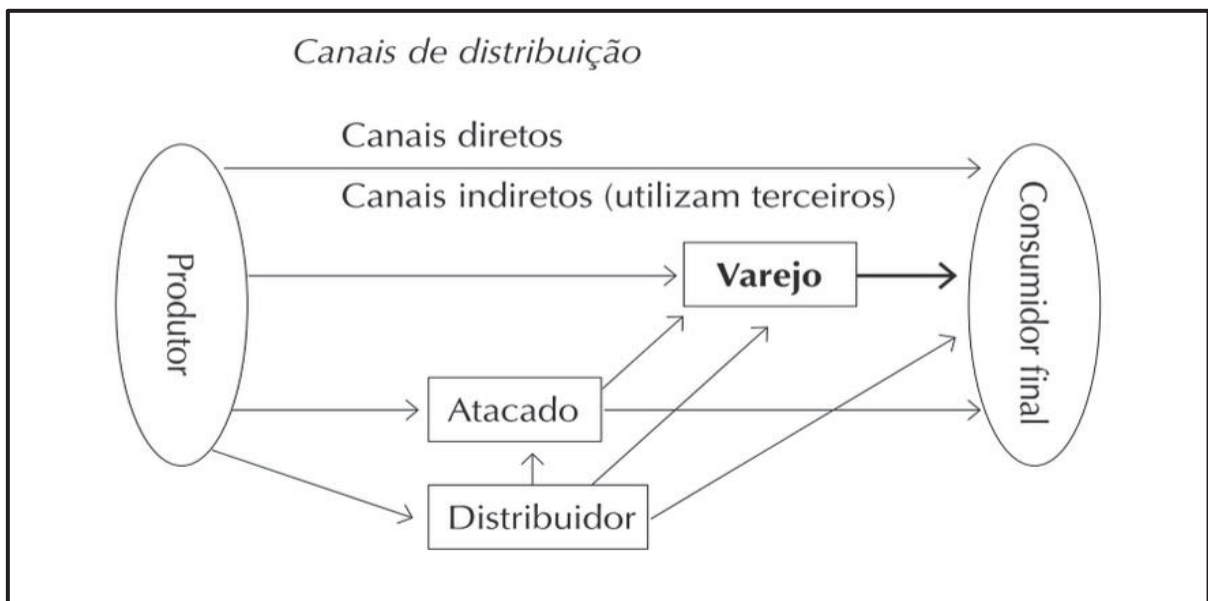 Canais de distribuição
Canais diretos
Canais indiretos (utilizam terceiros)
Produtor
Varejo
Atacado
Distribuidor
Consumidor final